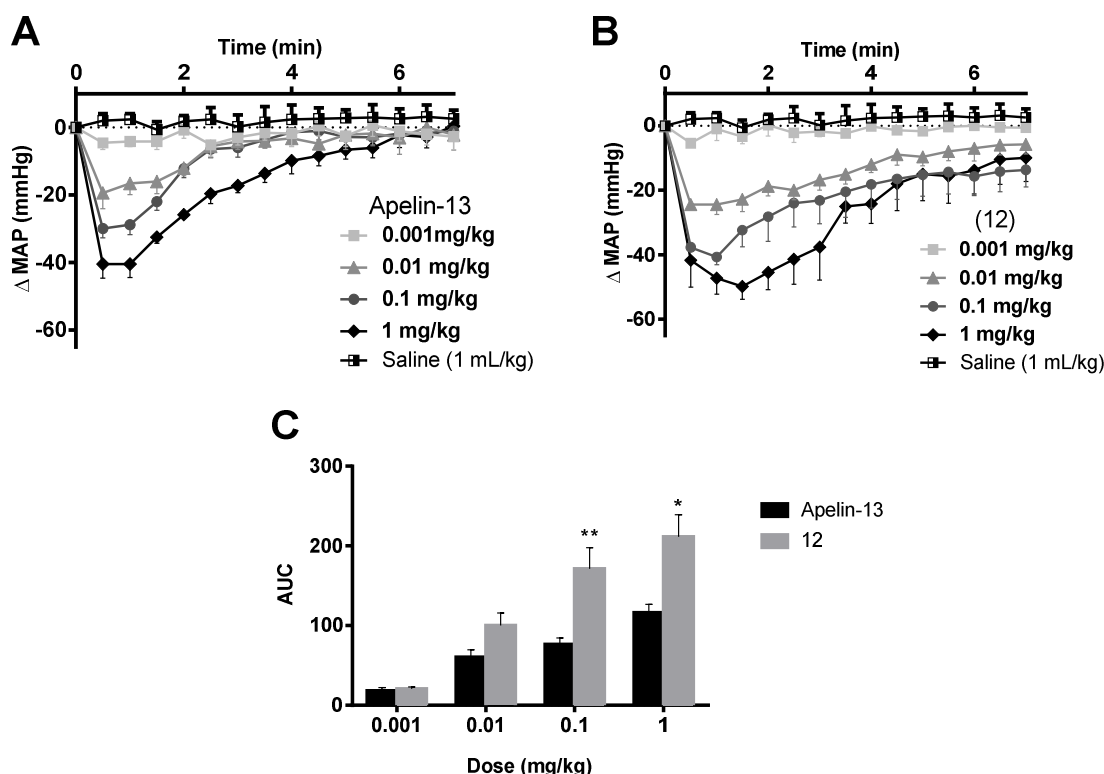 A
Time (min)
0 2 4 6
0
-20
-40
-60
Δ MAP (mmHg)
Apelin-13
0.001mg/kg
0.01 mg/kg
0.1 mg/kg
1 mg/kg
Saline (1 mL/kg)
B
Time (min)
0 2 4 6
0
-20
-40
-60
Δ MAP (mmHg)
(12)
0.001 mg/kg
0.01 mg/kg
0.1 mg/kg
1 mg/kg
Saline (1 mL/kg)
C
300
200
100
0
AUC
**
*
Apelin-13
12
0.001 0.01 0.1 1
Dose (mg/kg)